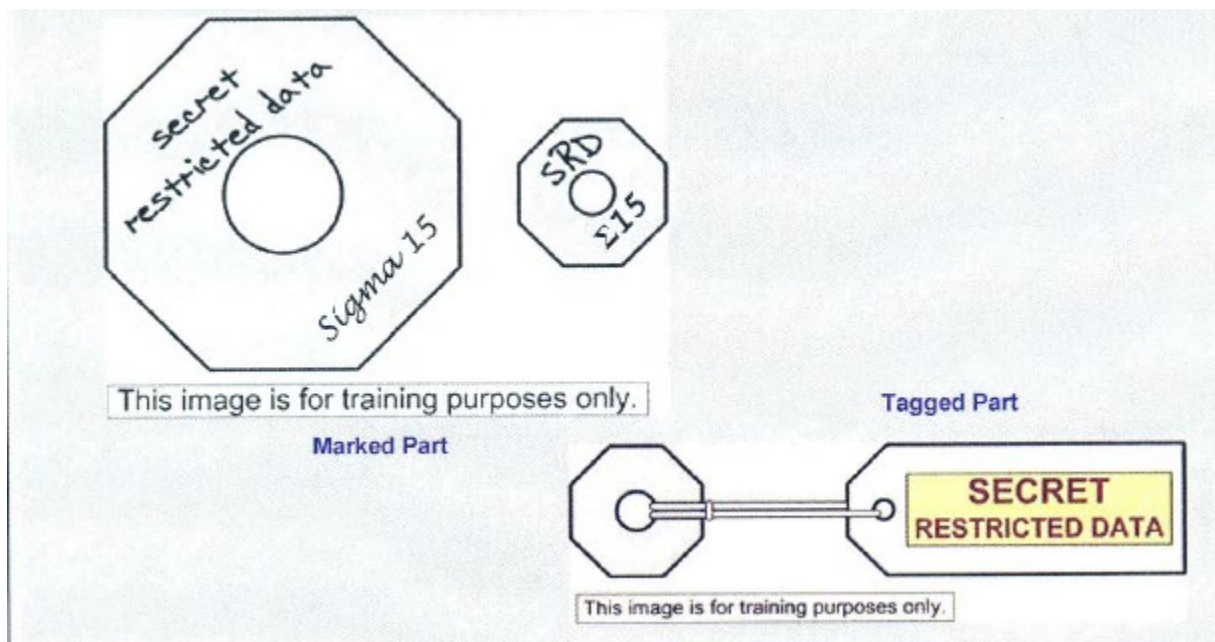 secret
restricted data
Sigma 15
SRD
Σ15
This image is for training purposes only.
Marked Part
Tagged Part
SECRET
RESTRICTED DATA
This image is for training purposes only.